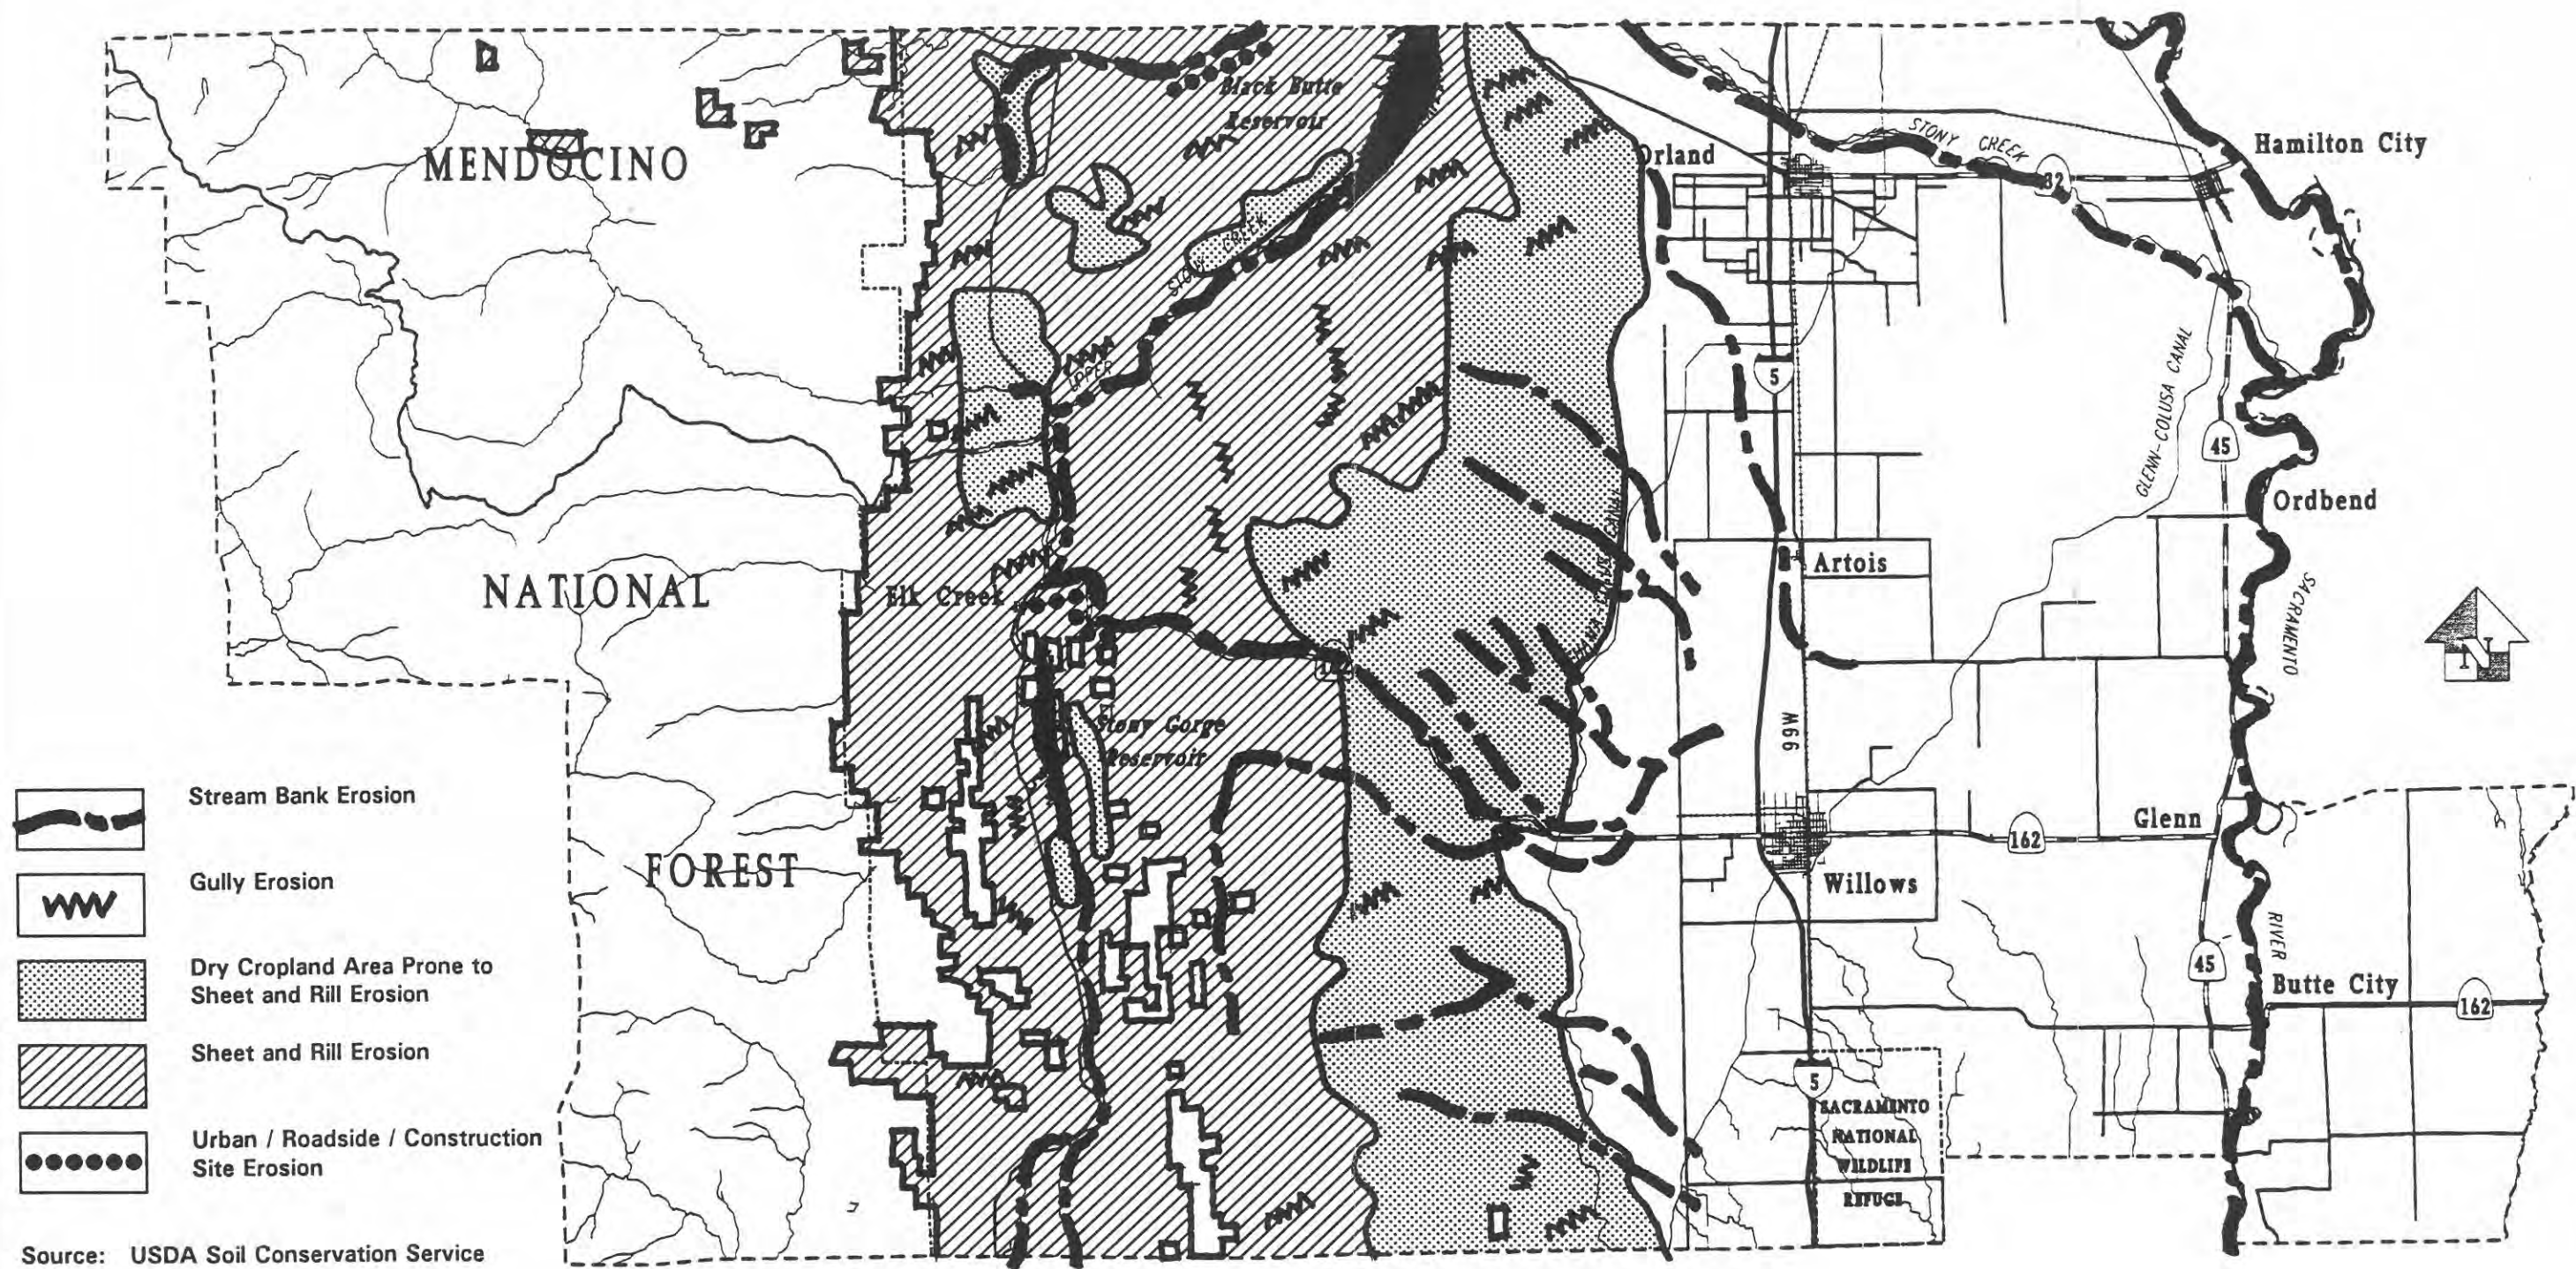 Black Butte
Reservoir
MENDOCINO
Orland
STONY CREEK
32
Hamilton City
STONY CREEK
UPPER
5
GLENN-COLUSA CANAL
45
Ordbend
NATIONAL
Elk Creek
CANAL
Artois
SACRAMENTO
N
Stony Gorge
Reservoir
99W
FOREST
162
Glenn
Willows
45
RIVER
Butte City
162
5
SACRAMENTO
NATIONAL
WILDLIFE
REFUGE
Stream Bank Erosion
Gully Erosion
Dry Cropland Area Prone to
Sheet and Rill Erosion
Sheet and Rill Erosion
Urban / Roadside / Construction
Site Erosion
Source: USDA Soil Conservation Service